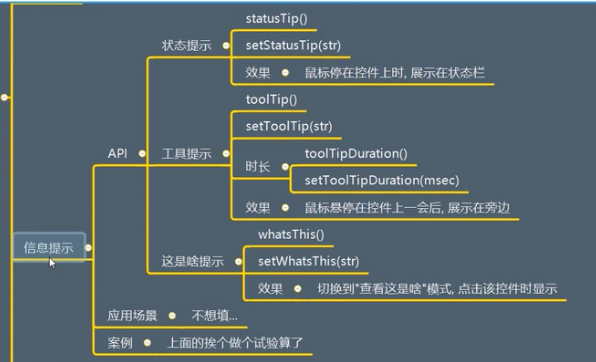 statusTip()
状态提示
setStatusTip(str)
效果
鼠标停在控件上时, 展示在状态栏
toolTip()
setToolTip(str)
API
工具提示
时长
toolTipDuration()
setToolTipDuration(msec)
效果
鼠标悬停在控件上一会后, 展示在旁边
信息提示
whatsThis()
这是啥提示
setWhatsThis(str)
效果
切换到"查看这是啥"模式, 点击该控件时显示
应用场景
不想填...
案例
上面的挨个做个试验算了